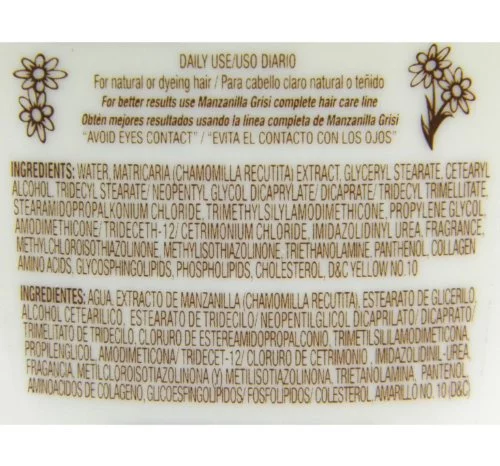 DAILY USE/USO DIARIO
For natural or dyeing hair / Para cabello claro natural o teñido
For better results use Manzanilla Grisi complete hair care line
Obtén mejores resultados usando la línea completa de Manzanilla Grisi
"AVOID EYES CONTACT" / "EVITA EL CONTACTO CON LOS OJOS"
INGREDIENTS: WATER, MATRICARIA (CHAMOMILLA RECUTITA) EXTRACT, GLYCERYL STEARATE, CETEARYL
ALCOHOL, TRIDECYL STEARATE/ NEOPENTYL GLYCOL DICAPRYLATE/ DICAPRATE/ TRIDECYL TRIMELLITATE,
STEARAMIDOPROPALKONIUM CHLORIDE, TRIMETHYLSILYLAMODIMETHICONE, PROPYLENE GLYCOL,
AMODIMETHICONE/ TRIDECETH-12/ CETRIMONIUM CHLORIDE, IMIDAZOLIDINYL UREA, FRAGRANCE,
METHYLCHLOROISOTHIAZOLINONE, METHYLISOTHIAZOLINONE, TRIETHANOLAMINE, PANTHENOL, COLLAGEN
AMINO ACIDS, GLYCOSPHINGOLIPIDS, PHOSPHOLIPIDS, CHOLESTEROL, D&C YELLOW NO.10
INGREDIENTES: AGUA, EXTRACTO DE MANZANILLA (CHAMOMILLA RECUTITA), ESTEARATO DE GLICERILO,
ALCOHOL CETEARILICO, ESTEARATO DE TRIDECILO/ NEOPENTILGLICOL DICAPRILATO/ DICAPRATO/
TRIMELITATO DE TRIDECILO, CLORURO DE ESTEREAMIDOPROPALCONIO, TRIMETILSILILAMODIMETICONA,
PROPILENGLICOL, AMODIMETICONA/ TRIDECET-12/ CLORURO DE CETRIMONIO, IMIDAZOLIDINIL-UREA,
FRAGANCIA, METILCLOROISOTIAZOLINONA (Y) METILISOTIAZOLINONA, TRIETANOLAMINA, PANTENOL,
AMINOACIDOS DE COLAGENO, GLICOESFINGOLIPIDOS/ FOSFOLIPIDOS/ COLESTEROL, AMARILLO NO. 10 (D&C)